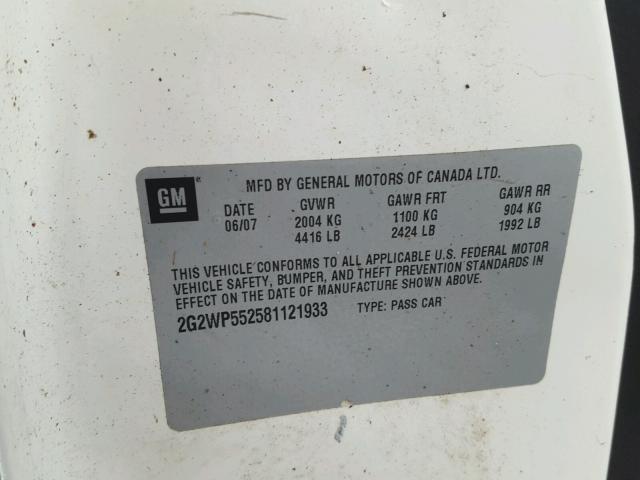 GM
MFD BY GENERAL MOTORS OF CANADA LTD.
DATE GVWR GAWR FRT GAWR RR
06/07 2004 KG 1100 KG 904 KG
4416 LB 2424 LB 1992 LB
THIS VEHICLE CONFORMS TO ALL APPLICABLE U.S. FEDERAL MOTOR
VEHICLE SAFETY, BUMPER, AND THEFT PREVENTION STANDARDS IN
EFFECT ON THE DATE OF MANUFACTURE SHOWN ABOVE.
2G2WP552581121933 TYPE: PASS CAR